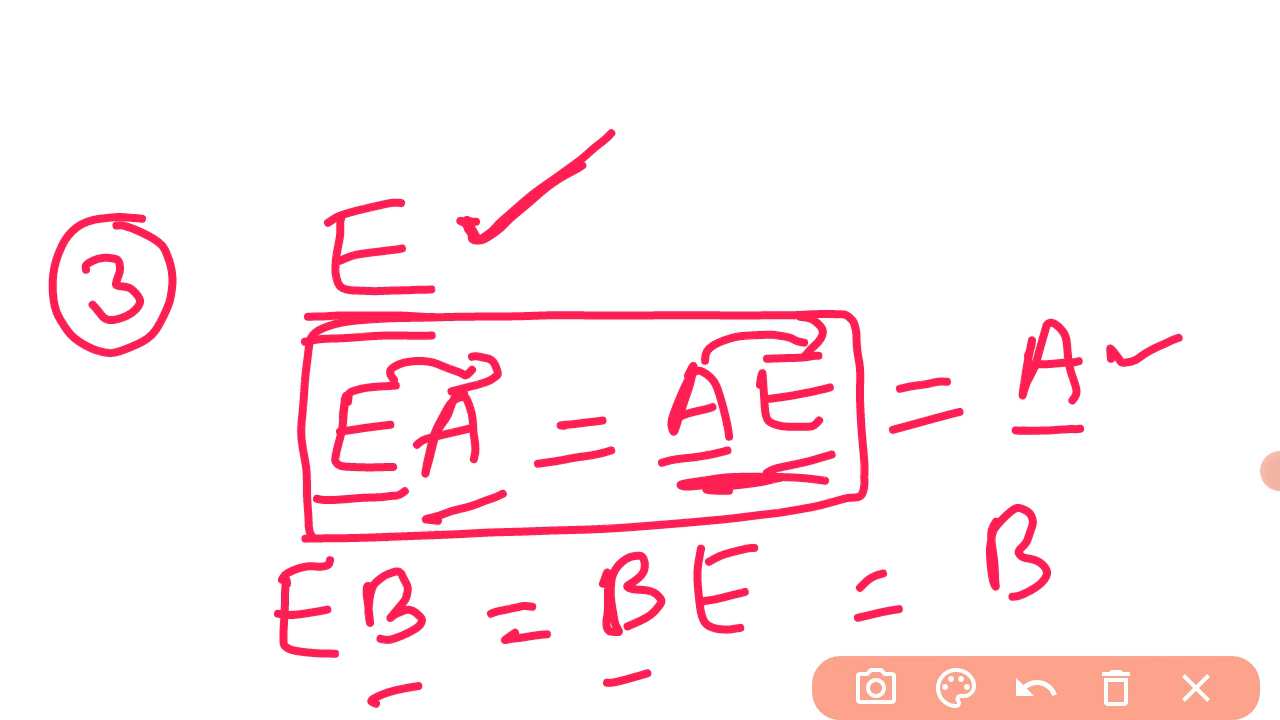 ③ E ✓
EA = AE = A ✓
EB = BE = B